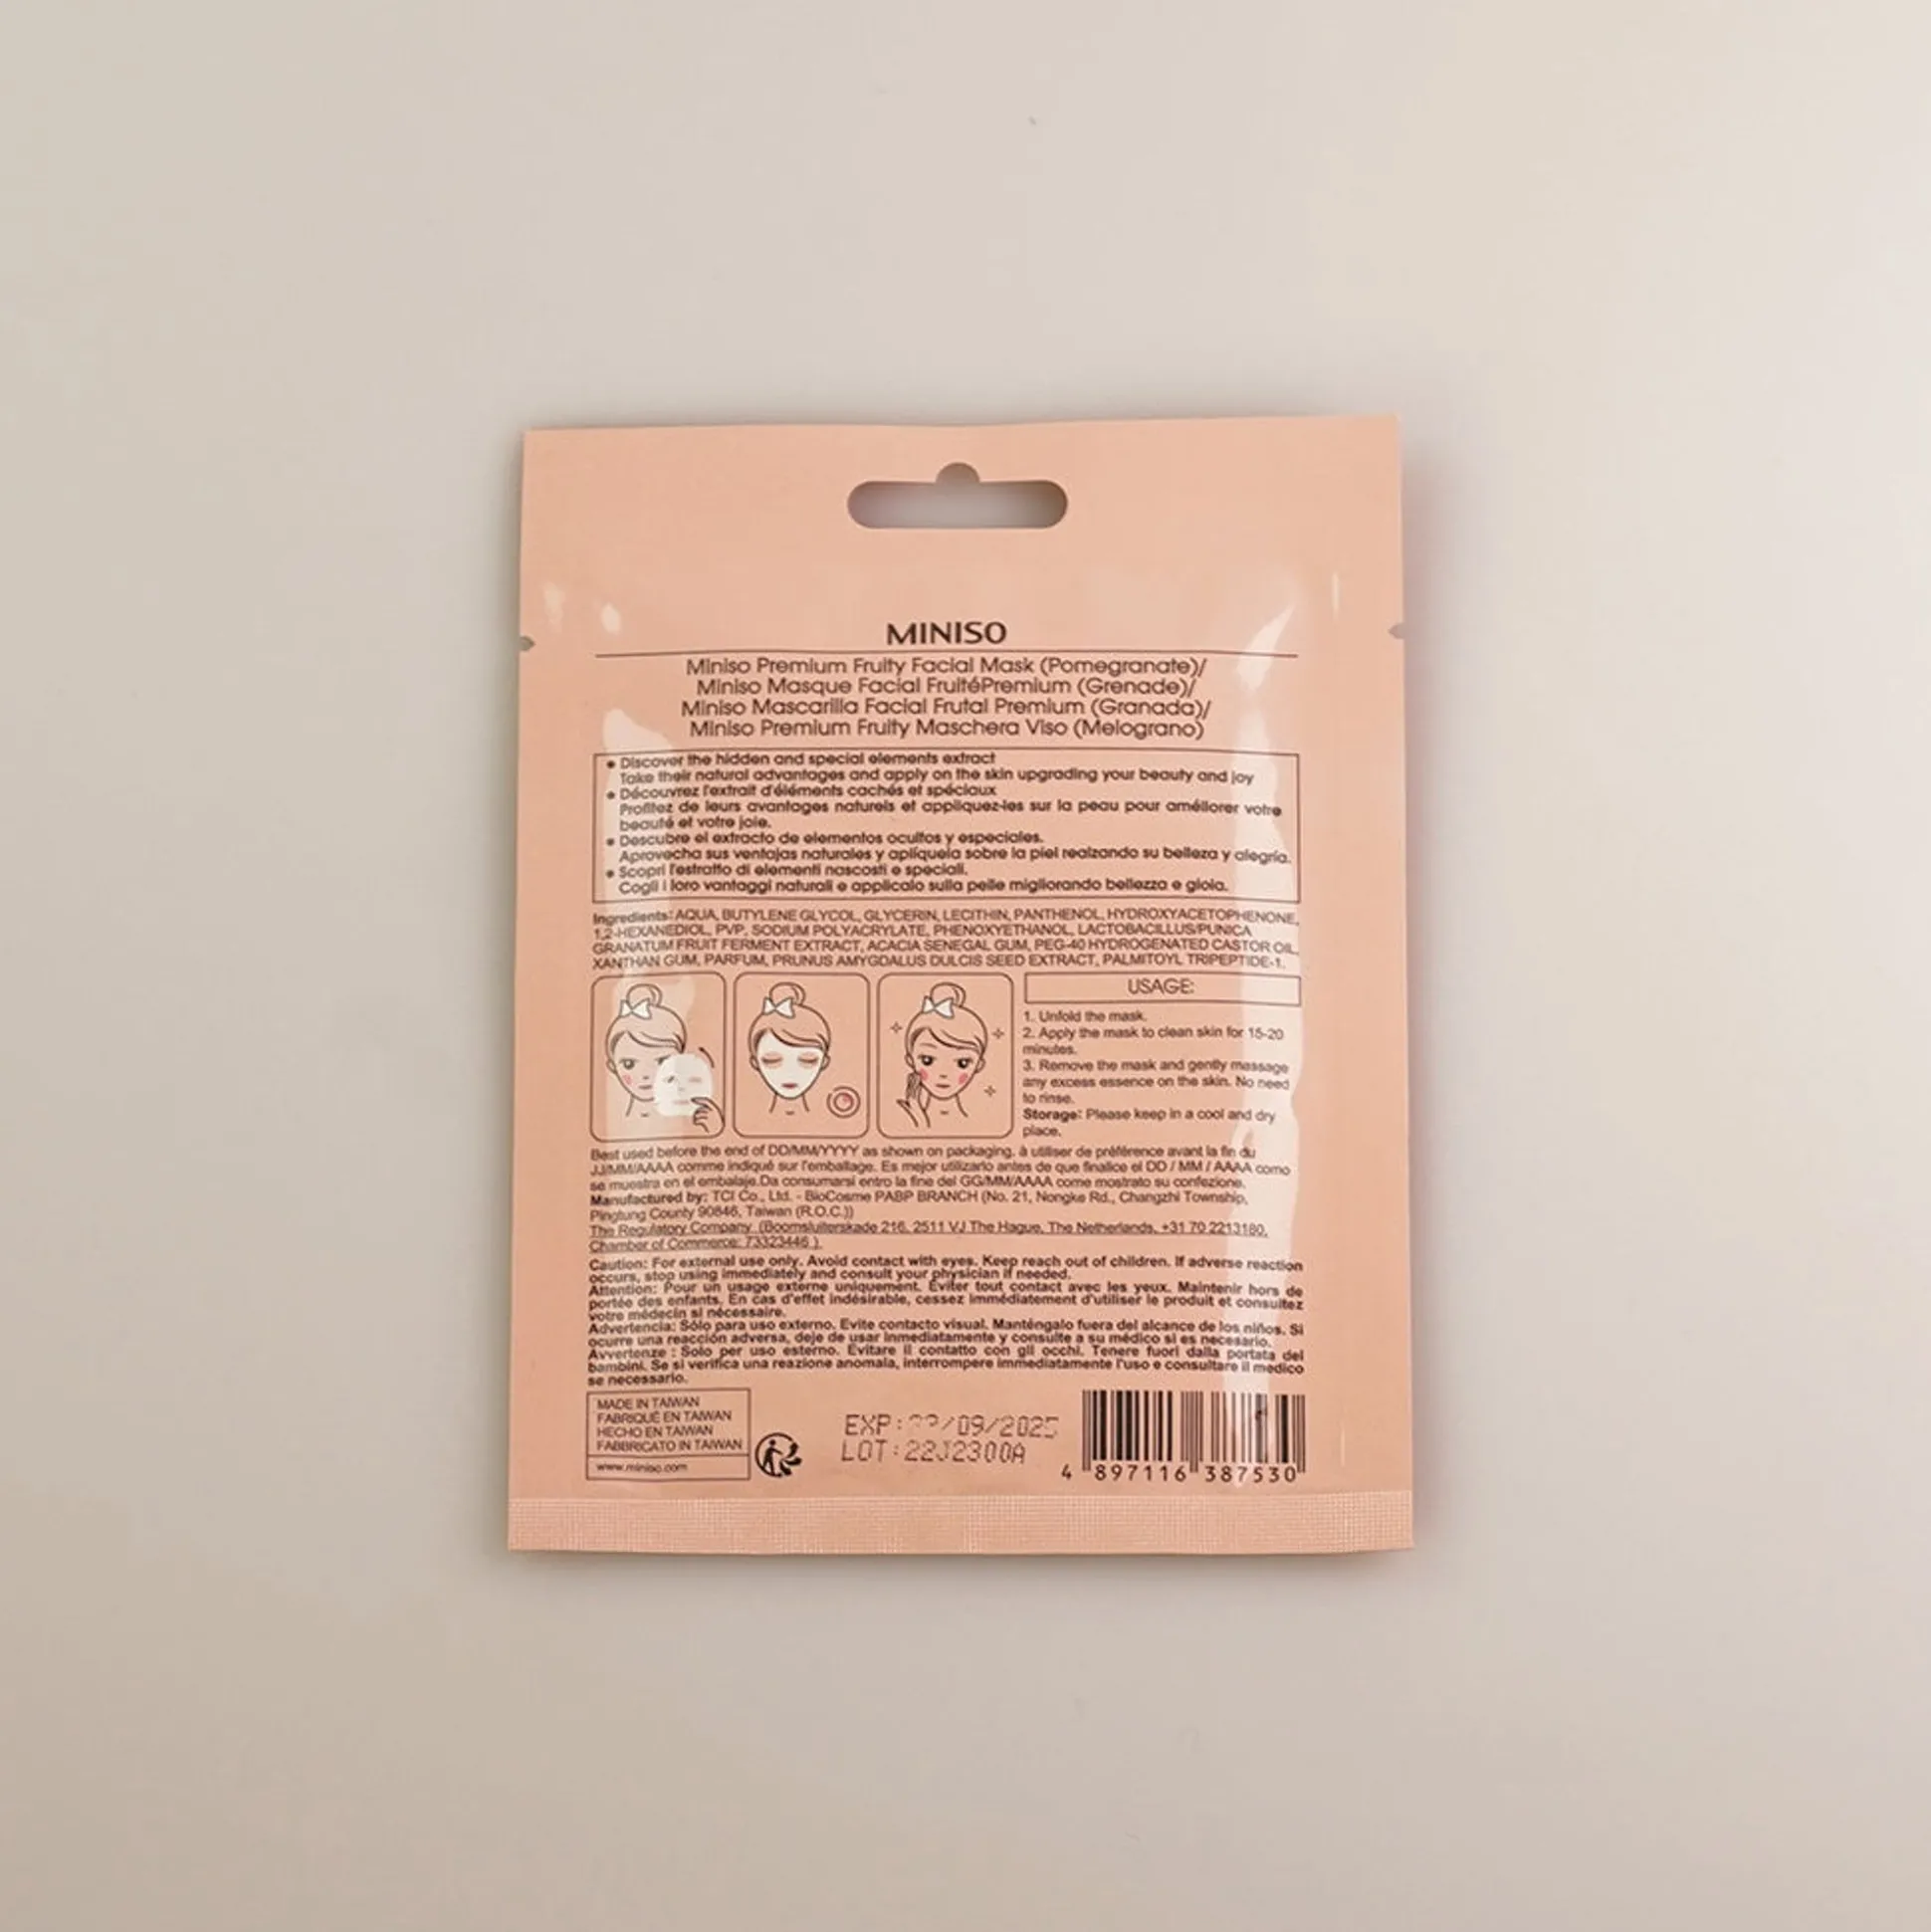 MINISO
Miniso Premium Fruity Facial Mask (Pomegranate)/
Miniso Masque Facial FruitéPremium (Grenade)/
Miniso Mascarilla Facial Frutal Premium (Granada)/
Miniso Premium Fruity Maschera Viso (Melograno)
• Discover the hidden and special elements extract
Take their natural advantages and apply on the skin upgrading your beauty and joy
• Découvrez l'extrait d'éléments cachés et spéciaux
Profitez de leurs avantages naturels et appliquez-les sur la peau pour améllorer votre
beauté et votre joie.
• Descubre el extracto de elementos ocultos y especiales.
Aprovecha sus ventajas naturales y aplíquela sobre la piel realzando su belleza y alegría.
• Scopri l'estratto di elementi nascosti e speciali.
Cogli i loro vantaggi naturali e applicalo sulla pelle migliorando bellezza e gioia.
Ingredients: AQUA, BUTYLENE GLYCOL, GLYCERIN, LECITHIN, PANTHENOL, HYDROXYACETOPHENONE,
1,2-HEXANEDIOL, PVP, SODIUM POLYACRYLATE, PHENOXYETHANOL, LACTOBACILLUS/PUNICA
GRANATUM FRUIT FERMENT EXTRACT, ACACIA SENEGAL GUM, PEG-40 HYDROGENATED CASTOR OIL,
XANTHAN GUM, PARFUM, PRUNUS AMYGDALUS DULCIS SEED EXTRACT, PALMITOYL TRIPEPTIDE-1.
USAGE:
1. Unfold the mask.
2. Apply the mask to clean skin for 15-20
minutes.
3. Remove the mask and gently massage
any excess essence on the skin. No need
to rinse.
Storage: Please keep in a cool and dry
place.
Best used before the end of DD/MM/YYYY as shown on packaging. à utiliser de préférence avant la fin du
JJ/MM/AAAA comme indiqué sur l'emballage. Es mejor utilizarlo antes de que finalice el DD / MM / AAAA como
se muestra en el embalaje.Da consumarsi entro la fine del GG/MM/AAAA come mostrato su confezione.
Manufactured by: TCI Co., Ltd. - BioCosme PABP BRANCH (No. 21, Nongke Rd., Changzhi Township,
Pingtung County 90846, Taiwan (R.O.C.))
The Regulatory Company (Boomsluiterskade 216, 2511 VJ The Hague, The Netherlands, +31 70 2213180,
Chamber of Commerce: 73323446 )
Caution: For external use only. Avoid contact with eyes. Keep reach out of children. If adverse reaction
occurs, stop using immediately and consult your physician if needed.
Attention: Pour un usage externe uniquement. Éviter tout contact avec les yeux. Maintenir hors de
portée des enfants. En cas d'effet indésirable, cessez immédiatement d'utiliser le produit et consultez
votre médecin si nécessaire.
Advertencia: Sólo para uso externo. Evite contacto visual. Manténgalo fuera del alcance de los niños. Si
ocurre una reacción adversa, deje de usar inmediatamente y consulte a su médico si es necesario.
Avvertenze : Solo per uso esterno. Evitare il contatto con gli occhi. Tenere fuori dalla portata dei
bambini. Se si verifica una reazione anomala, interrompere immediatamente l'uso e consultare il medico
se necessario.
MADE IN TAIWAN
FABRIQUÉ EN TAIWAN
HECHO EN TAIWAN
FABBRICATO IN TAIWAN
www.miniso.com
EXP: /09/2025
LOT:22J2300A
4 897116 387530